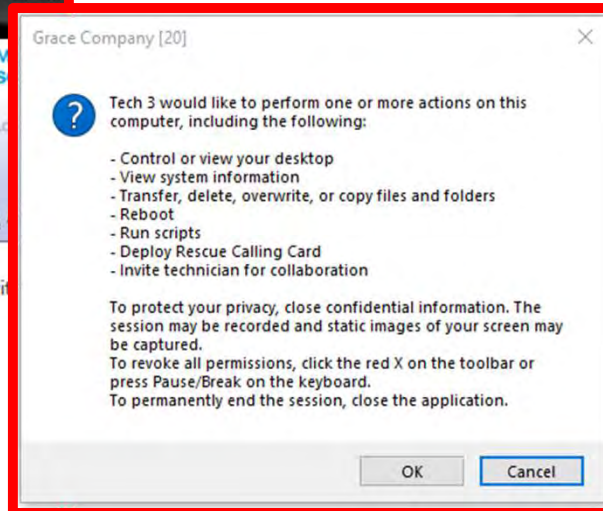 Grace Company [20]
Tech 3 would like to perform one or more actions on this
computer, including the following:
- Control or view your desktop
- View system information
- Transfer, delete, overwrite, or copy files and folders
- Reboot
- Run scripts
- Deploy Rescue Calling Card
- Invite technician for collaboration
To protect your privacy, close confidential information. The
session may be recorded and static images of your screen may
be captured.
To revoke all permissions, click the red X on the toolbar or
press Pause/Break on the keyboard.
To permanently end the session, close the application.
OK Cancel